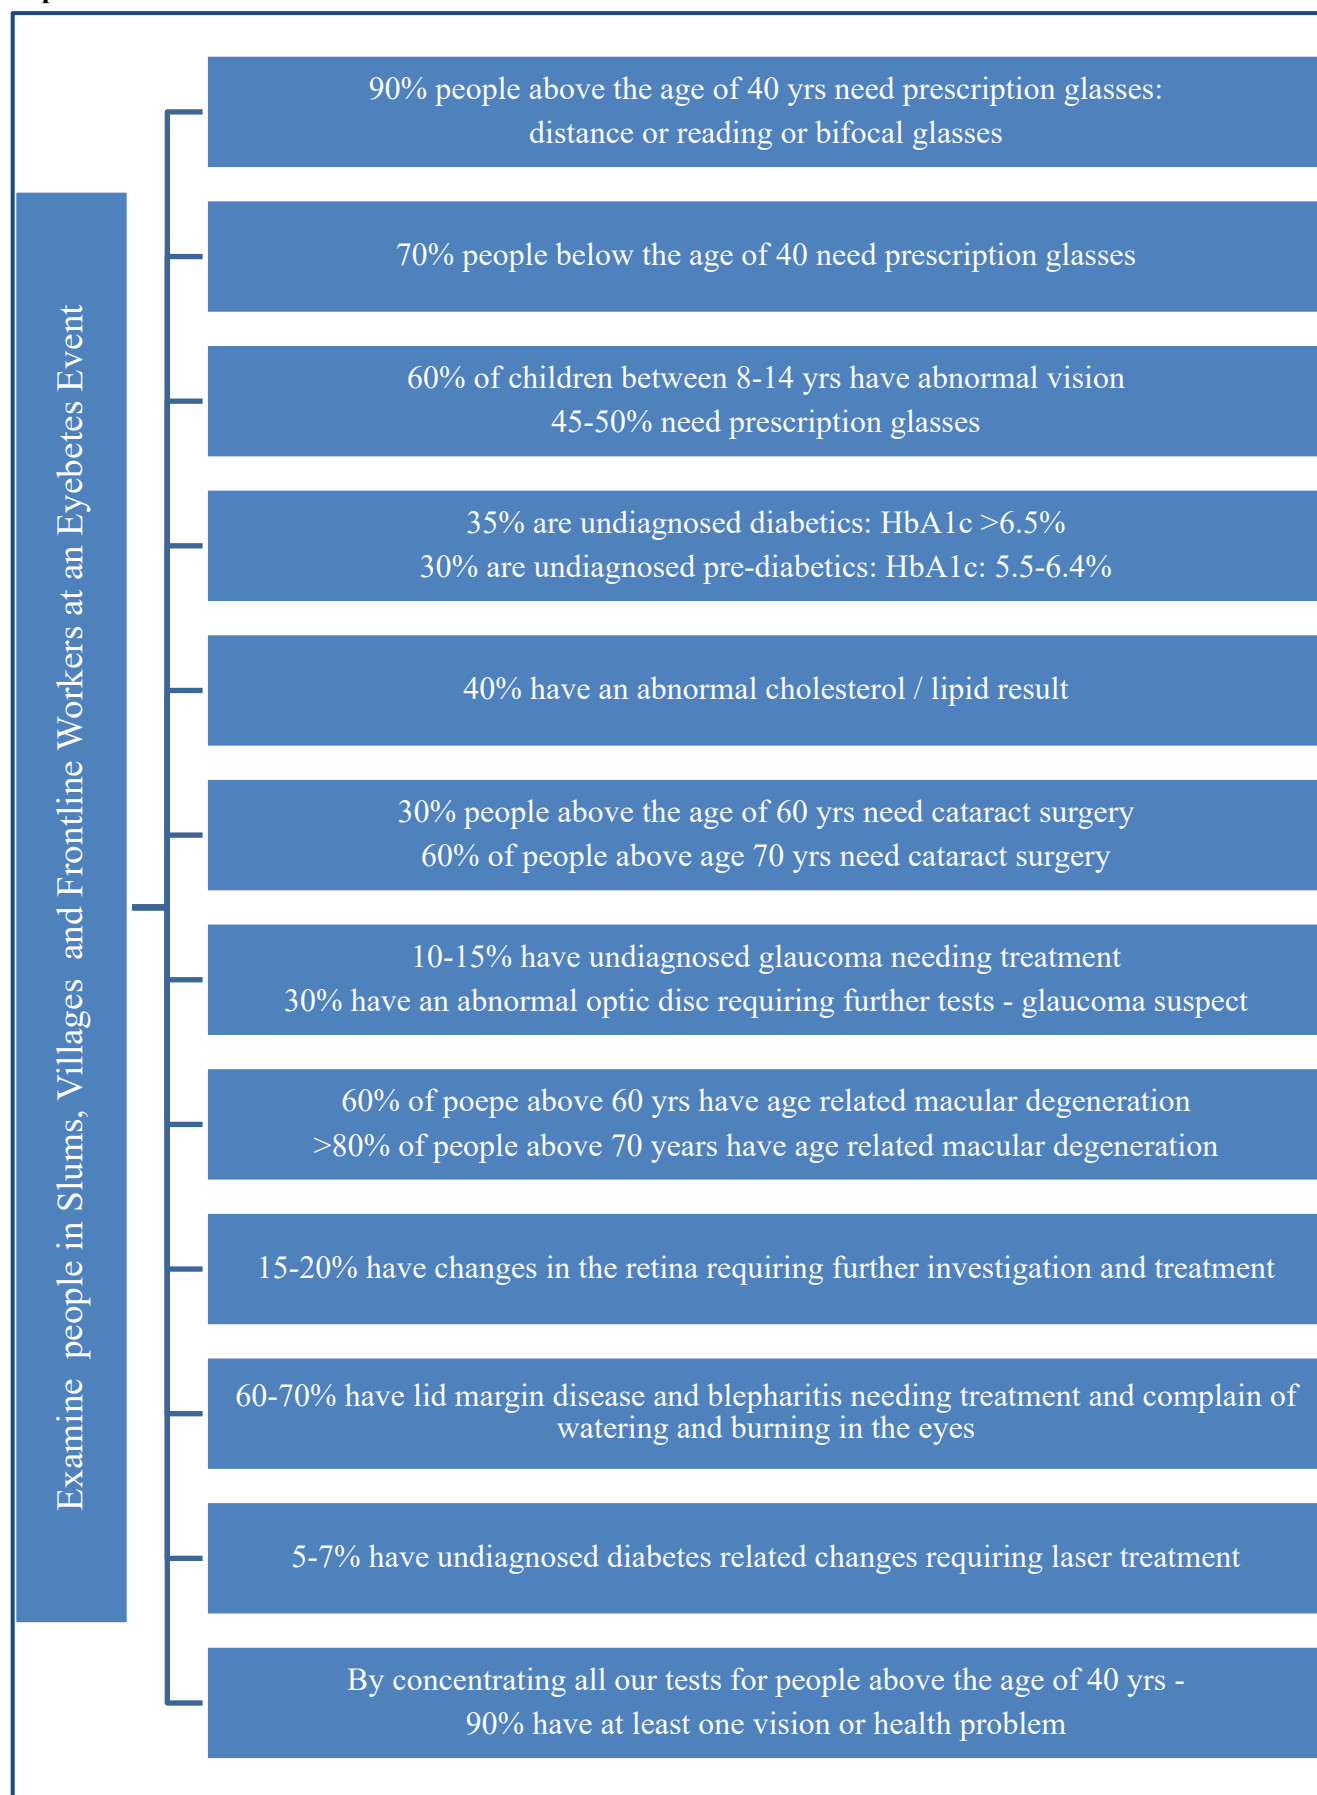 90% people above the age of 40 yrs need prescription glasses:
distance or reading or bifocal glasses
70% people below the age of 40 need prescription glasses
60% of children between 8-14 yrs have abnormal vision
45-50% need prescription glasses
35% are undiagnosed diabetics: HbA1c >6.5%
30% are undiagnosed pre-diabetics: HbA1c: 5.5-6.4%
40% have an abnormal cholesterol / lipid result
30% people above the age of 60 yrs need cataract surgery
60% of people above age 70 yrs need cataract surgery
10-15% have undiagnosed glaucoma needing treatment
30% have an abnormal optic disc requiring further tests - glaucoma suspect
60% of poepe above 60 yrs have age related macular degeneration
>80% of people above 70 years have age related macular degeneration
15-20% have changes in the retina requiring further investigation and treatment
60-70% have lid margin disease and blepharitis needing treatment and complain of
watering and burning in the eyes
5-7% have undiagnosed diabetes related changes requiring laser treatment
By concentrating all our tests for people above the age of 40 yrs -
90% have at least one vision or health problem
Examine people in Slums, Villages and Frontline Workers at an Eyebetes Event